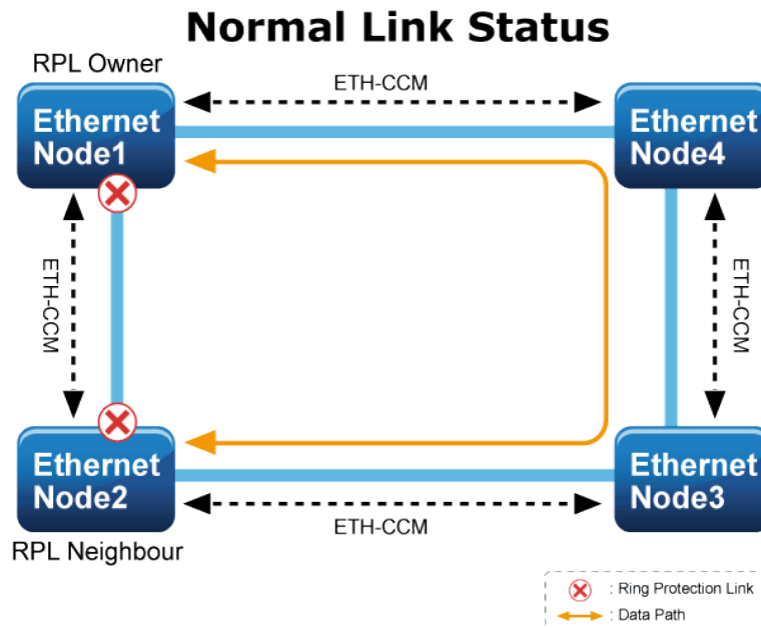 Normal Link Status
RPL Owner
ETH-CCM
Ethernet
Node1
Ethernet
Node4
ETH-CCM
ETH-CCM
Ethernet
Node2
Ethernet
Node3
ETH-CCM
RPL Neighbour
: Ring Protection Link
: Data Path